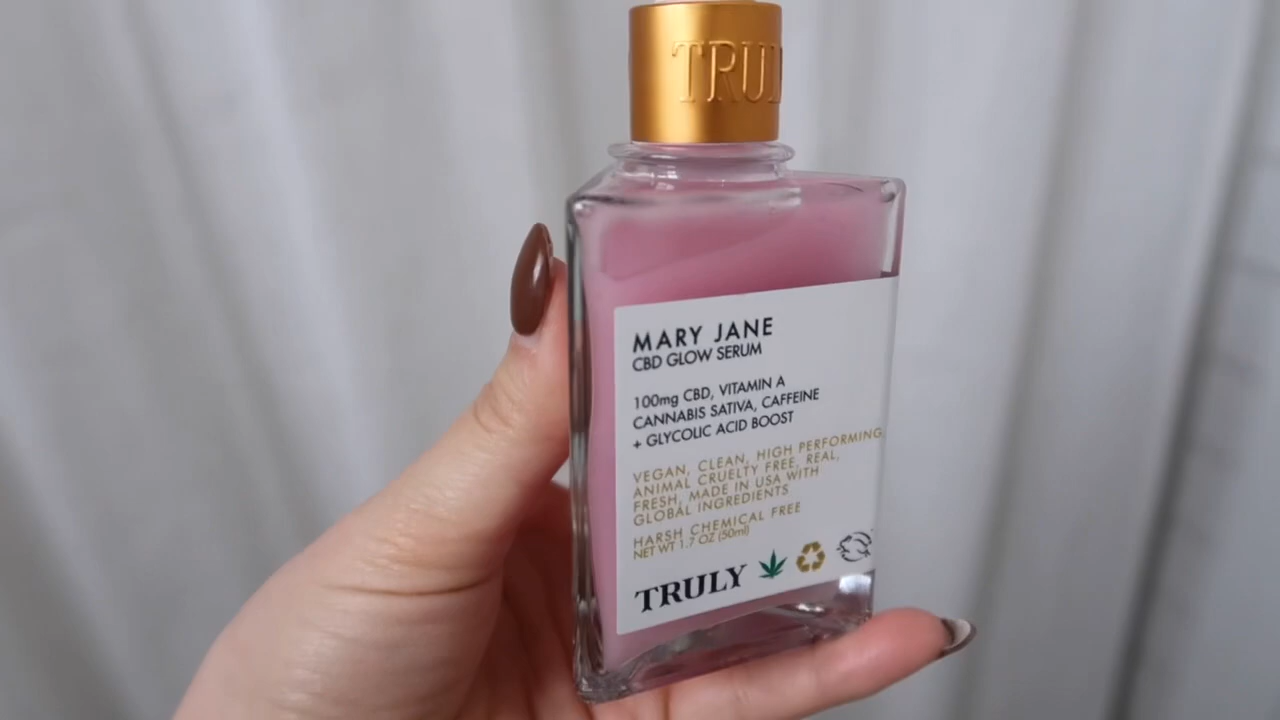 TRULY
MARY JANE
CBD GLOW SERUM
100mg CBD, VITAMIN A
CANNABIS SATIVA, CAFFEINE
+ GLYCOLIC ACID BOOST
VEGAN, CLEAN, HIGH PERFORMING
ANIMAL CRUELTY FREE, REAL,
FRESH, MADE IN USA WITH
GLOBAL INGREDIENTS
HARSH CHEMICAL FREE
NET WT 1.7 OZ (50ml)
TRULY